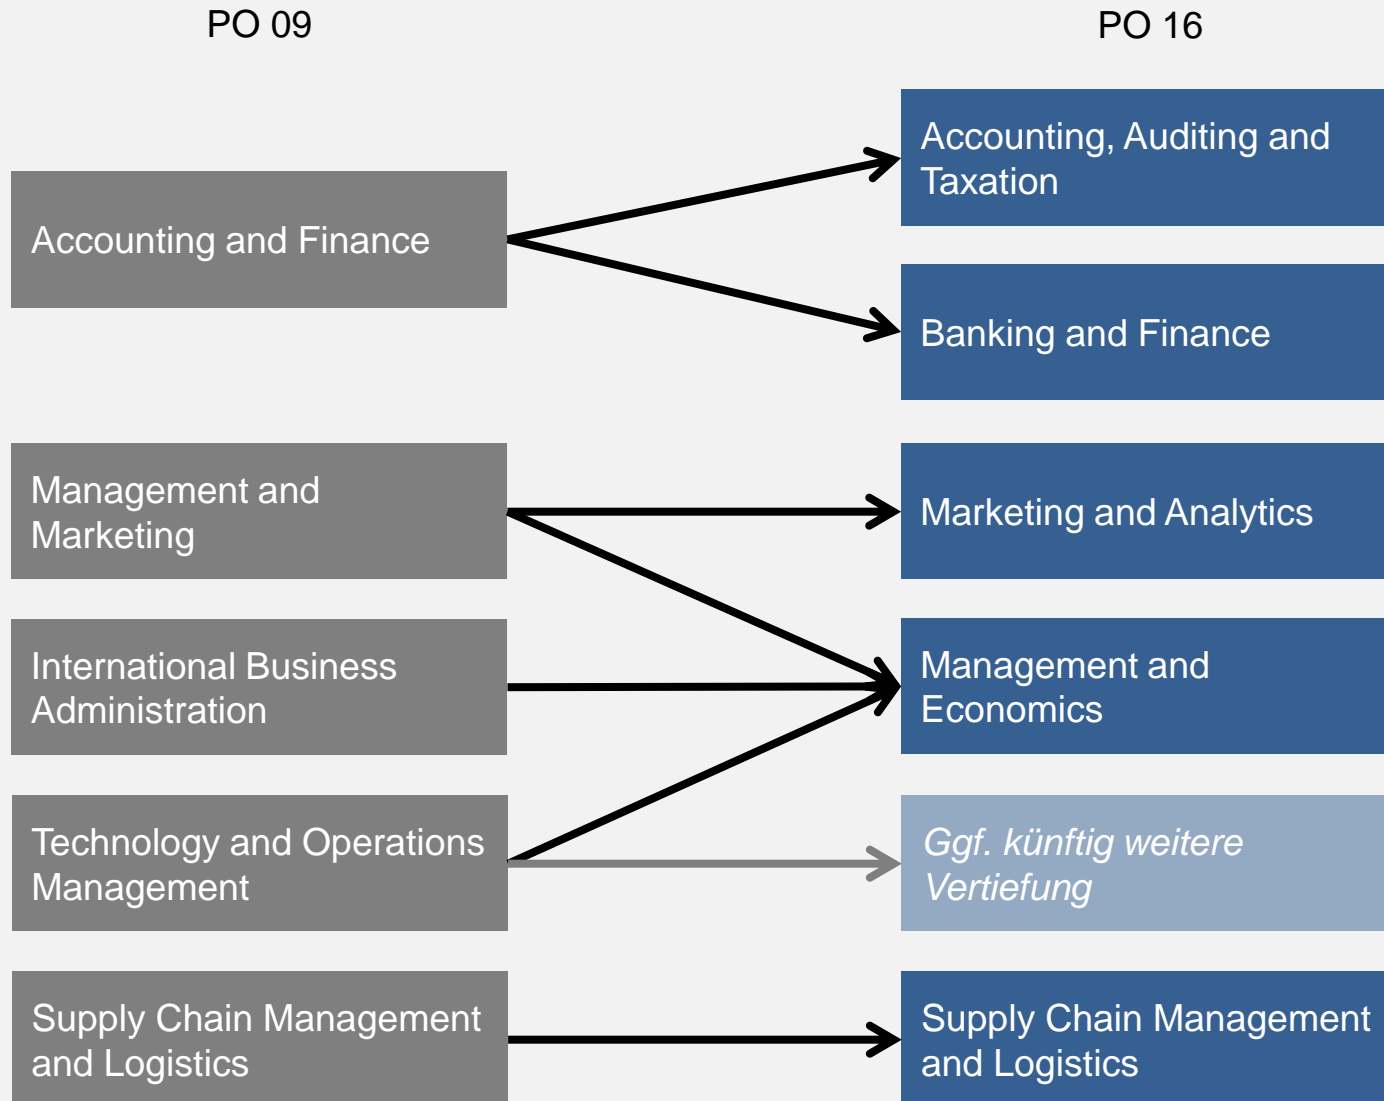 PO 09
PO 16
Accounting and Finance
Accounting, Auditing and
Taxation
Banking and Finance
Management and
Marketing
Marketing and Analytics
International Business
Administration
Management and
Economics
Technology and Operations
Management
Ggf. künftig weitere
Vertiefung
Supply Chain Management
and Logistics
Supply Chain Management
and Logistics